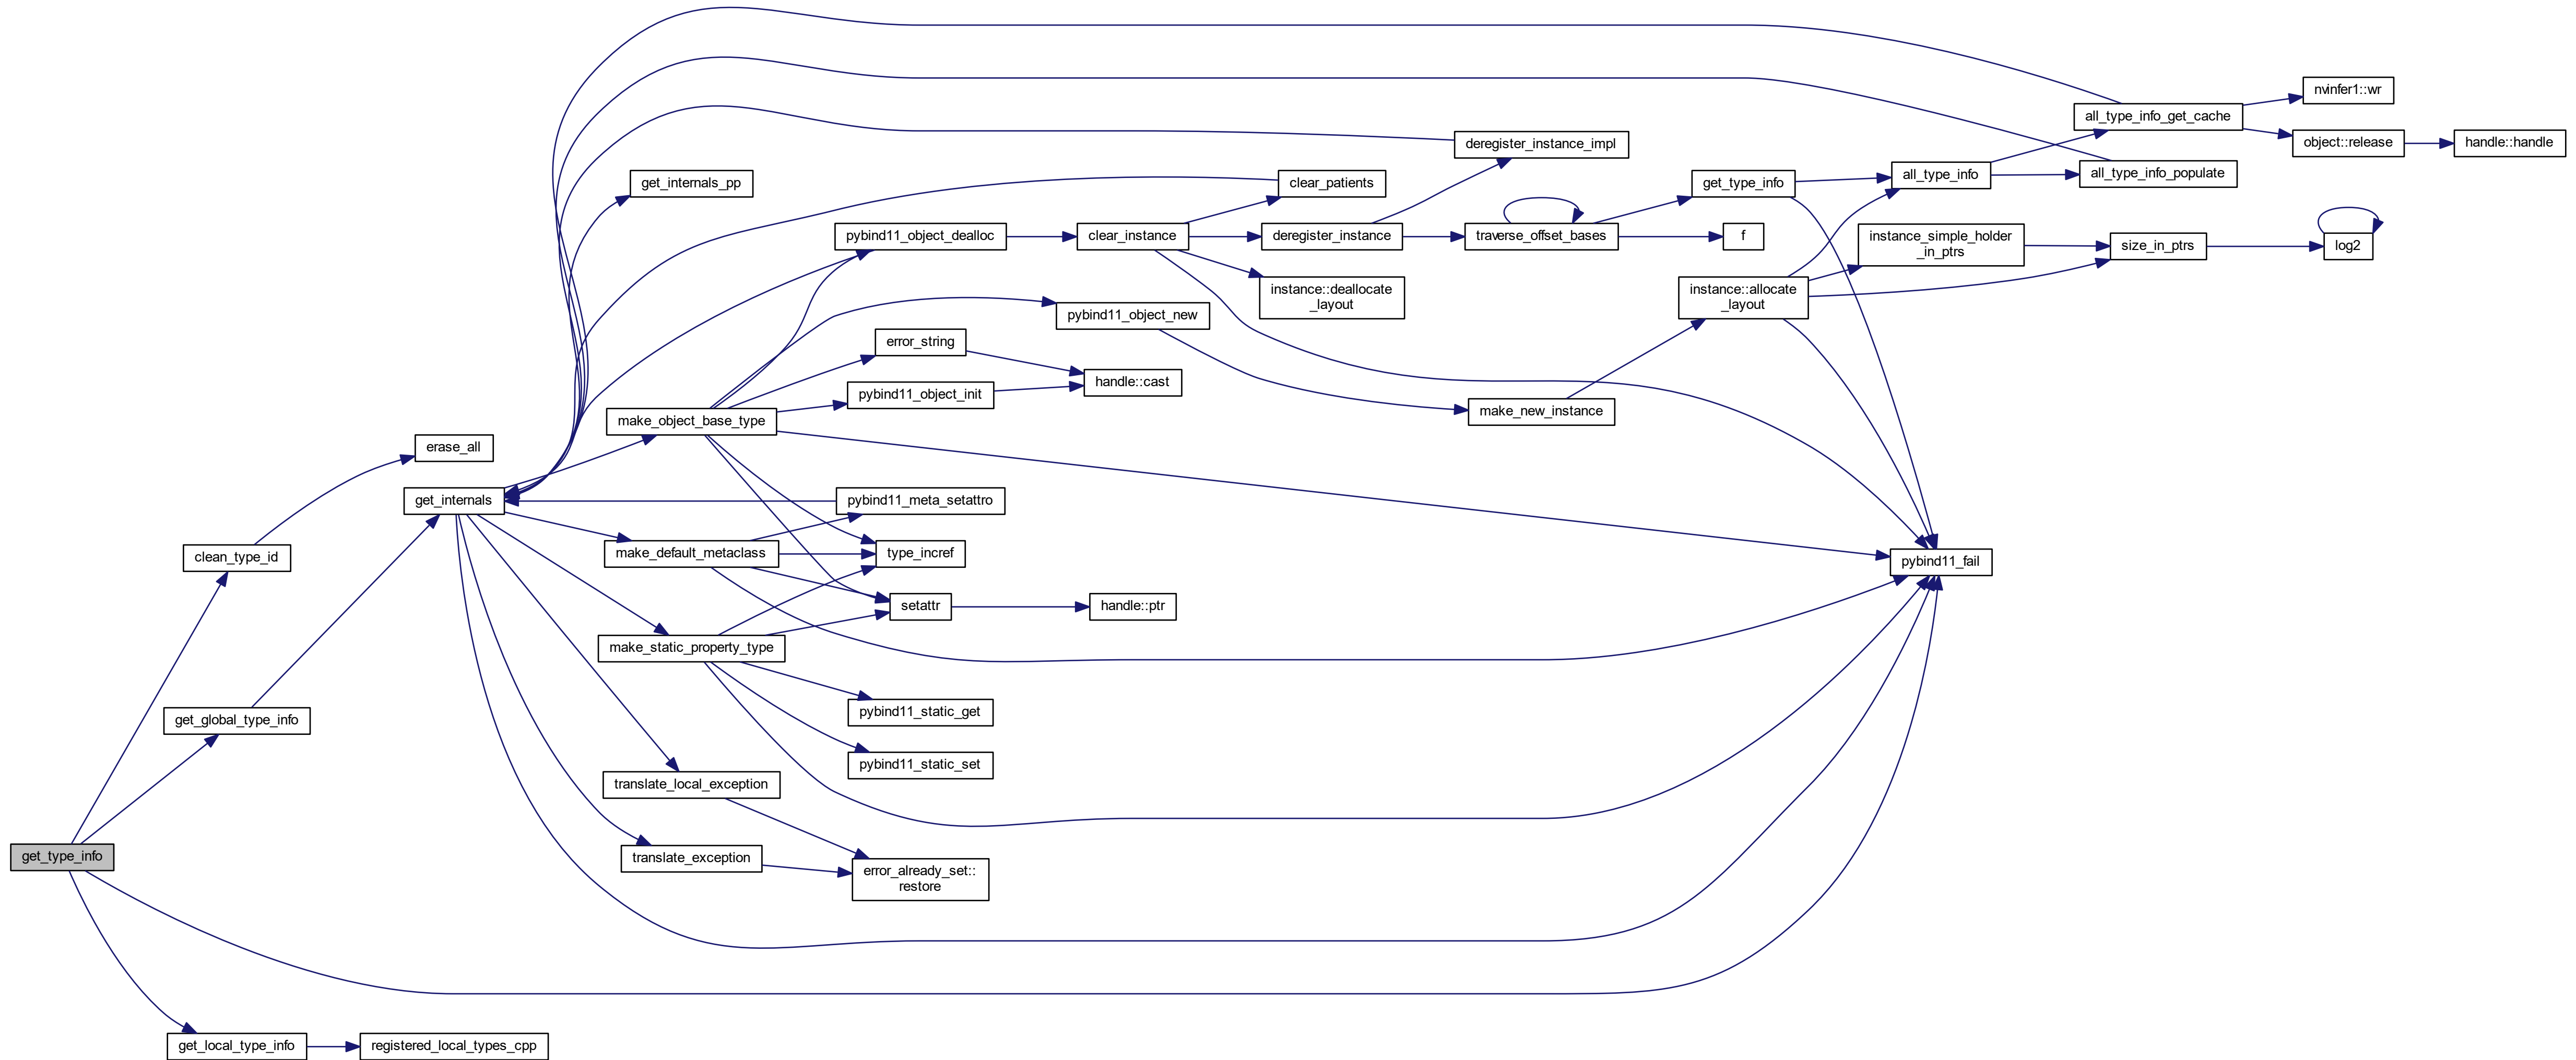 nvinfer1::wr
all_type_info_get_cache
object::release
handle::handle
deregister_instance_impl
all_type_info
all_type_info_populate
get_internals_pp
clear_patients
get_type_info
pybind11_object_dealloc
clear_instance
deregister_instance
traverse_offset_bases
f
instance_simple_holder
_in_ptrs
size_in_ptrs
log2
instance::deallocate
_layout
instance::allocate
_layout
pybind11_object_new
error_string
handle::cast
pybind11_object_init
make_new_instance
make_object_base_type
erase_all
get_internals
pybind11_meta_setattro
clean_type_id
make_default_metaclass
type_incref
pybind11_fail
setattr
handle::ptr
make_static_property_type
get_global_type_info
pybind11_static_get
pybind11_static_set
translate_local_exception
get_type_info
translate_exception
error_already_set::
restore
get_local_type_info
registered_local_types_cpp